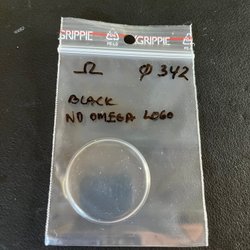 GRIPPIE GRIPPIE
Ω Ø 342
BLACK
NO OMEGA LOGO